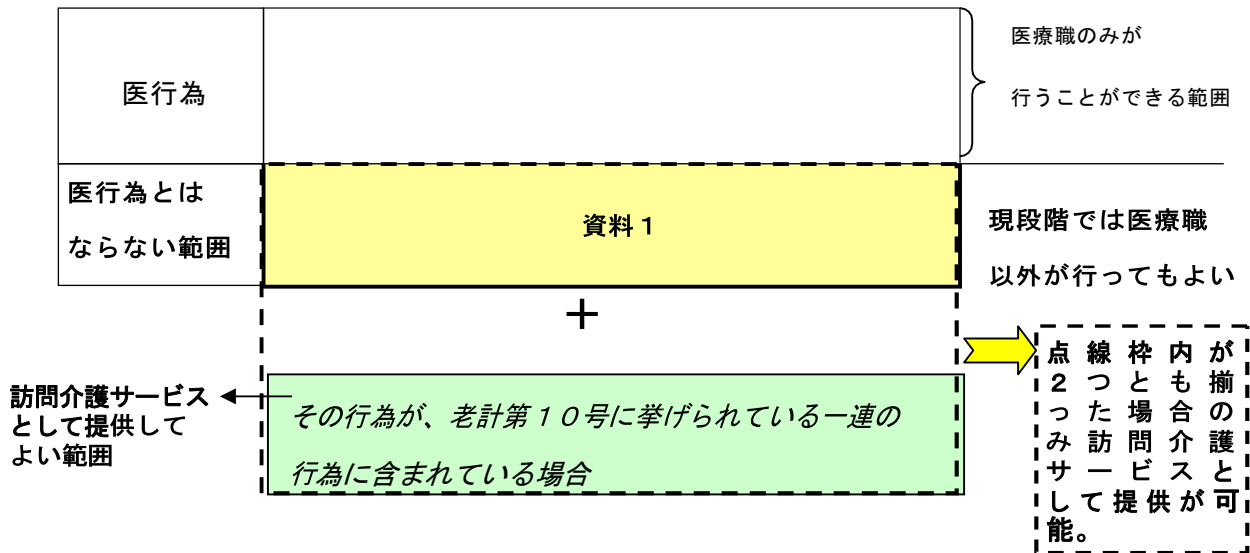 医行為
医療職のみが
行うことができる範囲
医行為とは
ならない範囲
資料1
現段階では医療職
以外が行ってもよい
＋
訪問介護サービス
として提供して
よい範囲
その行為が、老計第10号に挙げられている一連の
行為に含まれている場合
点線枠内が
2つとも揃
った場合の
み訪問介護
サービスと
して提供が可
能。